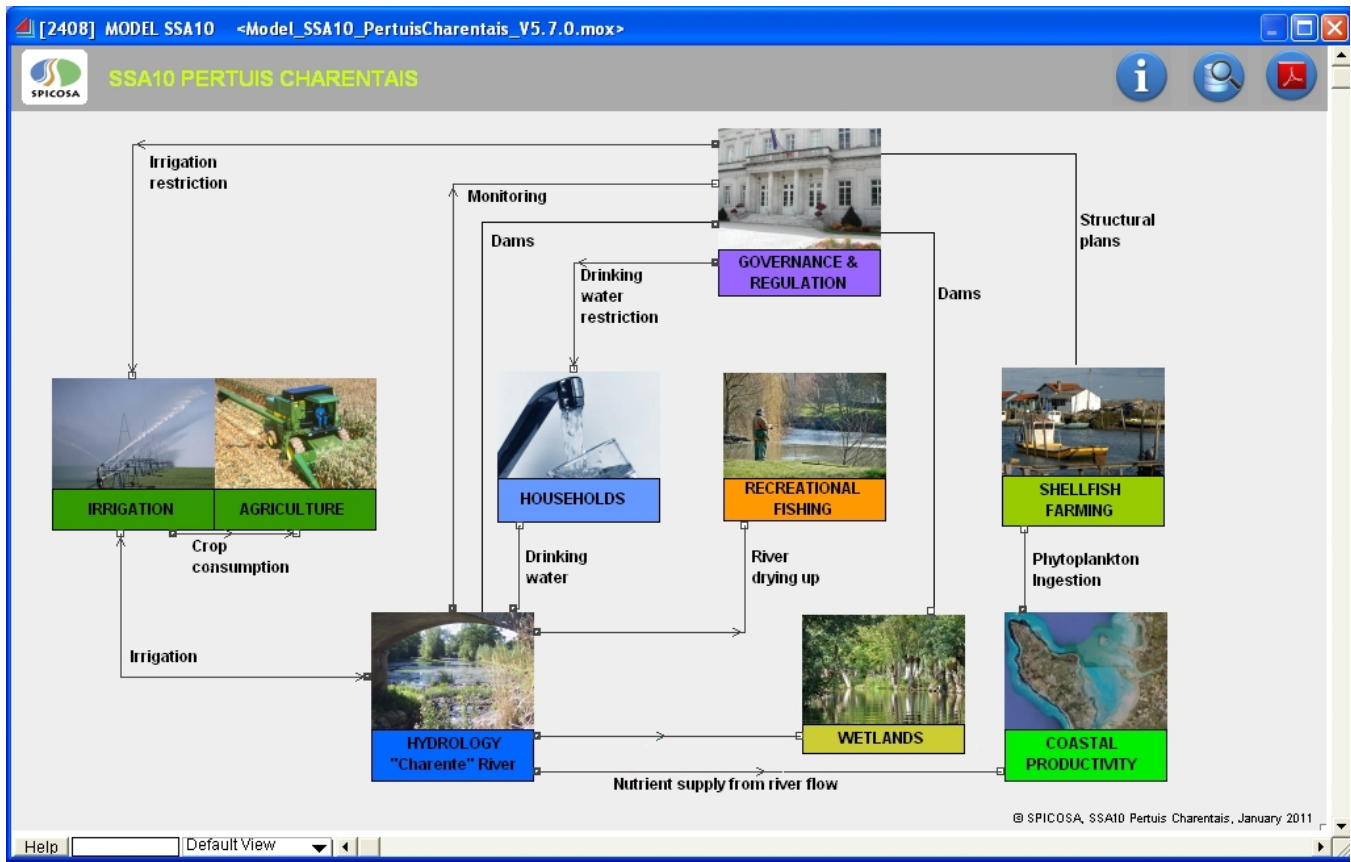 [2408] MODEL SSA10 <Model_SSA10_PertuisCharentais_V5.7.0.mox>
SPICOSA
SSA10 PERTUIS CHARENTAIS
Irrigation
restriction
Monitoring
Dams
Structural
plans
GOVERNANCE &
REGULATION
Drinking
water
restriction
Dams
IRRIGATION
AGRICULTURE
HOUSEHOLDS
RECREATIONAL
FISHING
SHELLFISH
FARMING
Crop
consumption
Drinking
water
River
drying up
Phytoplankton
Ingestion
Irrigation
HYDROLOGY
"Charente" River
WETLANDS
COASTAL
PRODUCTIVITY
Nutrient supply from river flow
© SPICOSA, SSA10 Pertuis Charentais, January 2011
Help
Default View